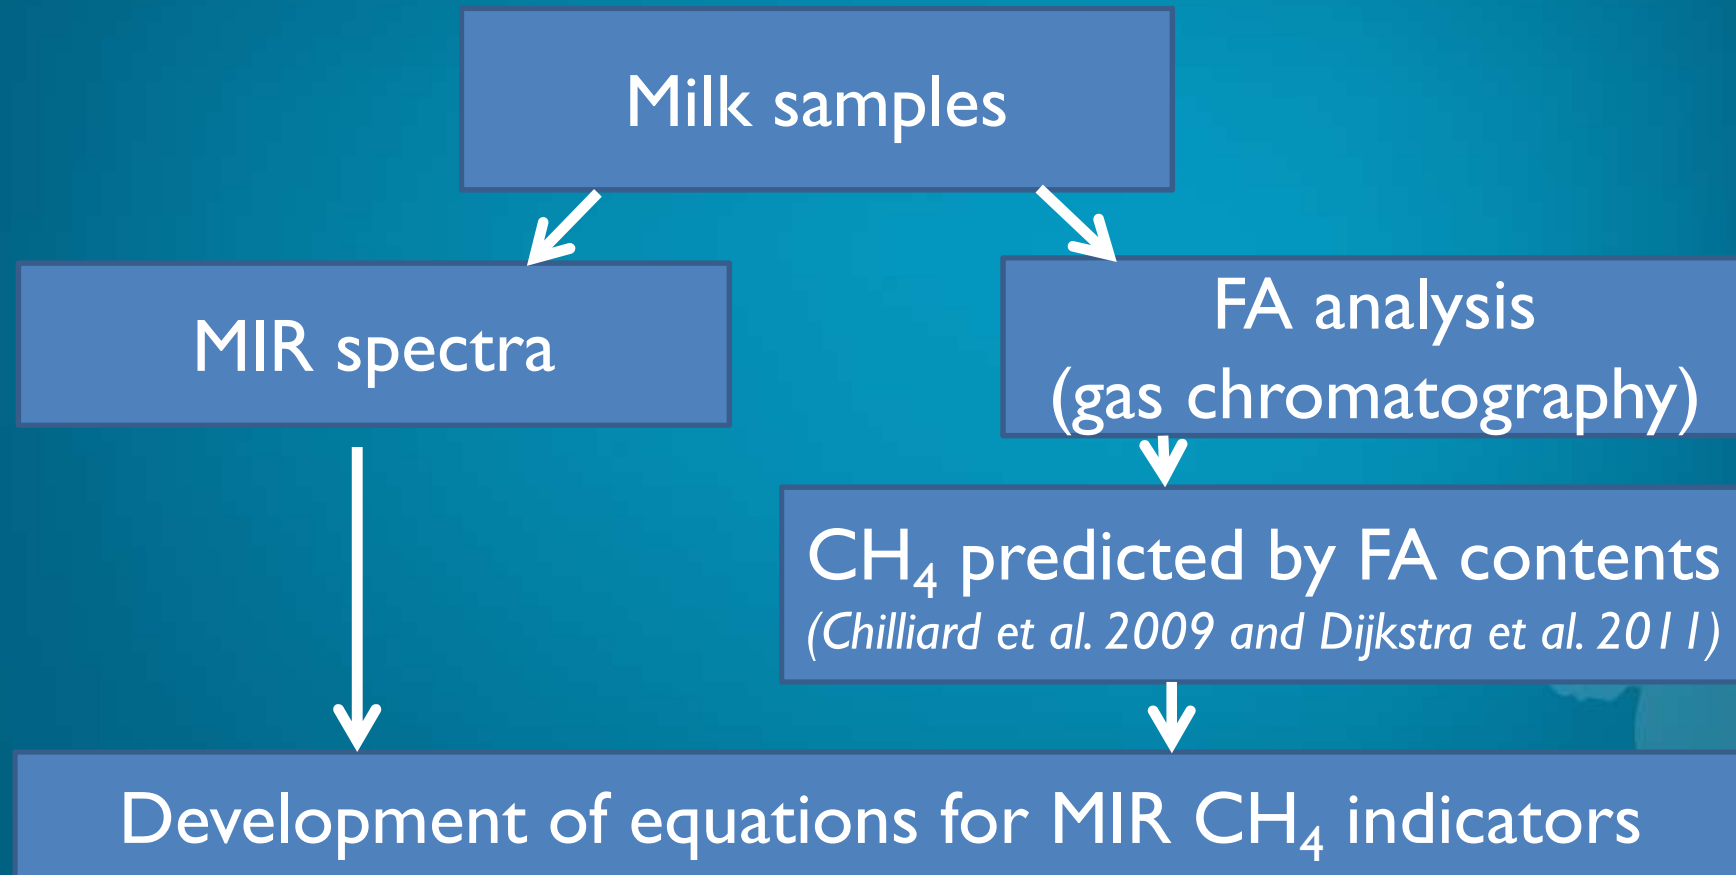 Milk samples
MIR spectra
FA analysis
(gas chromatography)
CH₄ predicted by FA contents
(Chilliard et al. 2009 and Dijkstra et al. 2011)
Development of equations for MIR CH₄ indicators